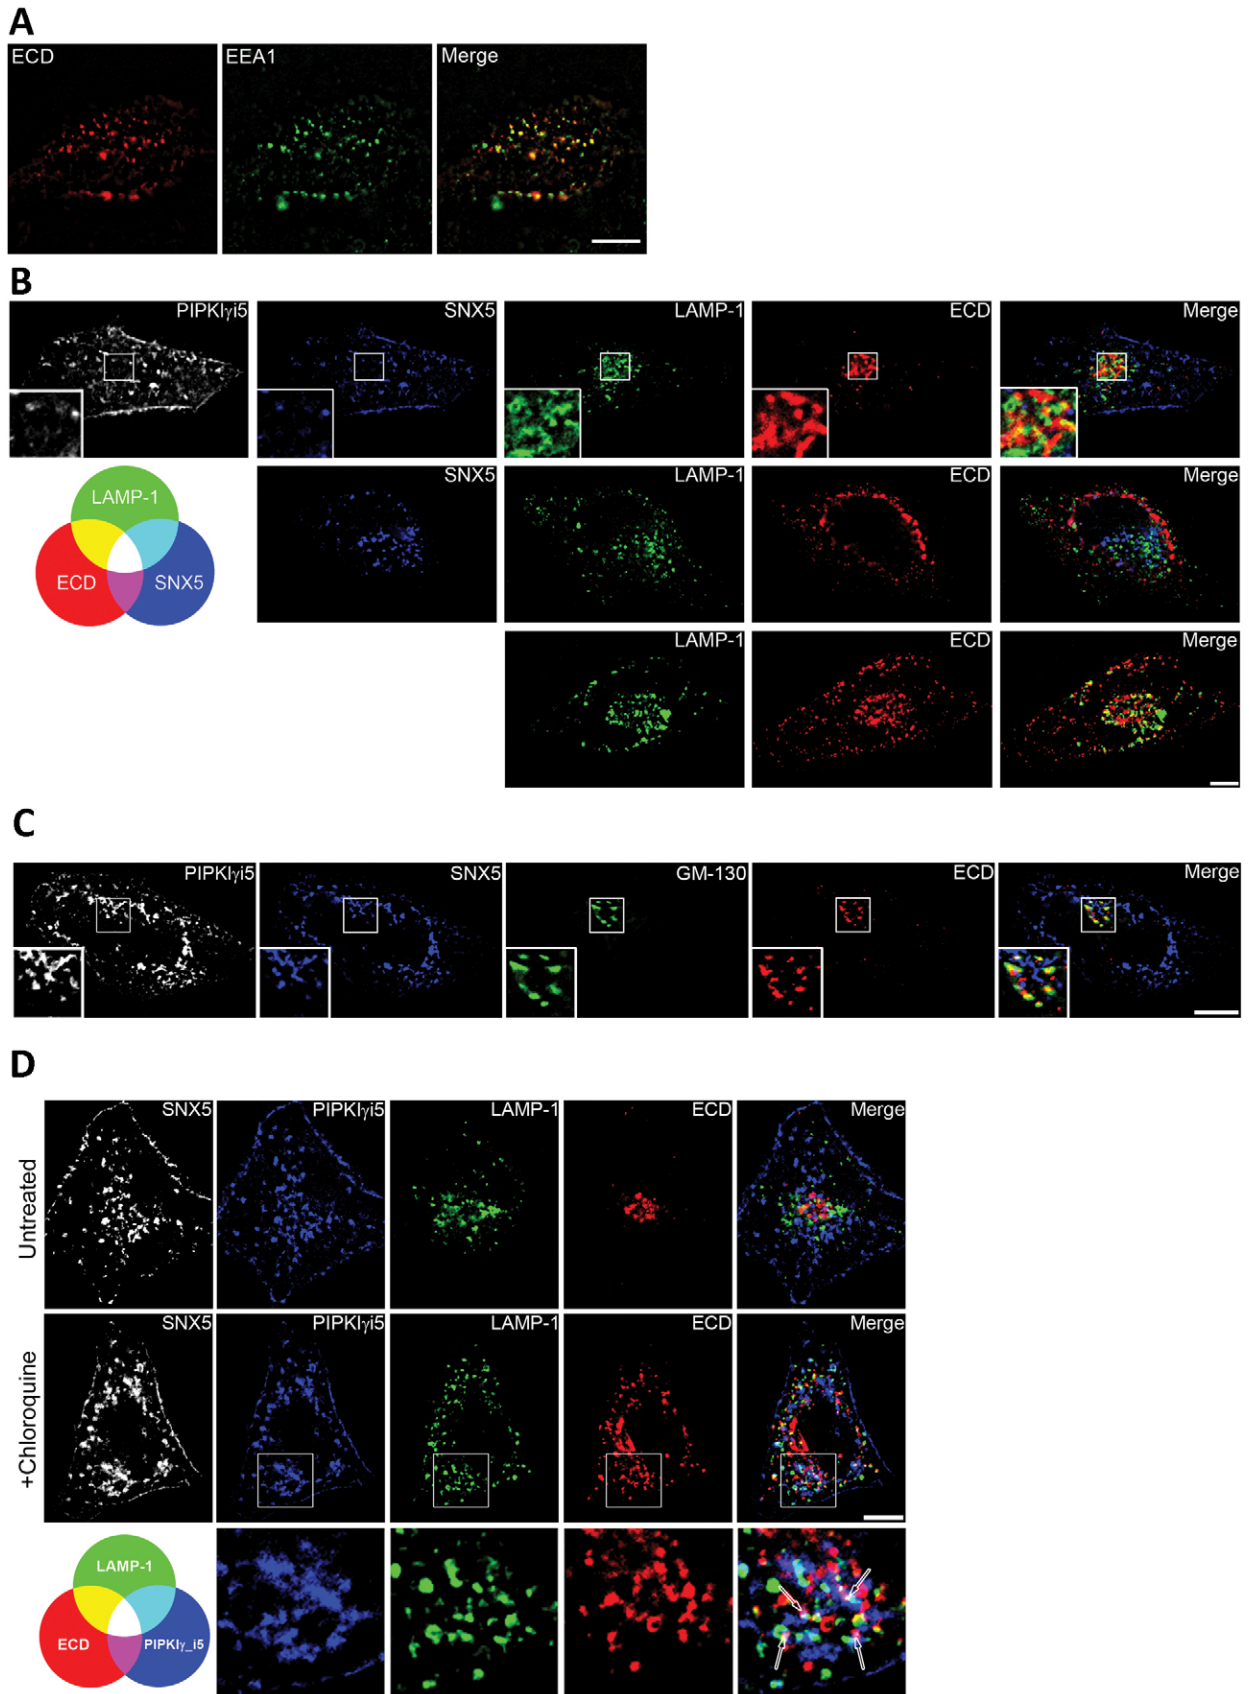 A
ECD EEA1 Merge
B
PIPKIγi5 SNX5 LAMP-1 ECD Merge
SNX5 LAMP-1 ECD Merge
LAMP-1
ECD SNX5
LAMP-1 ECD Merge
C
PIPKIγi5 SNX5 GM-130 ECD Merge
D
Untreated
SNX5 PIPKIγi5 LAMP-1 ECD Merge
+Chloroquine
SNX5 PIPKIγi5 LAMP-1 ECD Merge
LAMP-1
ECD PIPKIγ_i5